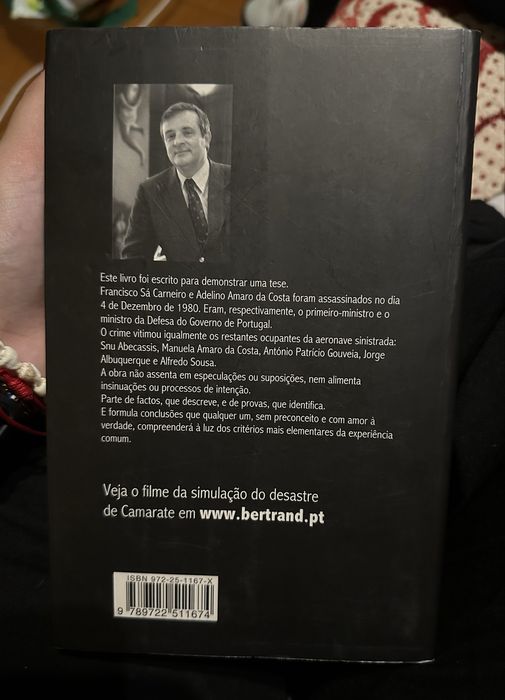 Este livro foi escrito para demonstrar uma tese.
Francisco Sá Carneiro e Adelino Amaro da Costa foram assassinados no dia
4 de Dezembro de 1980. Eram, respectivamente, o primeiro-ministro e o
ministro da Defesa do Governo de Portugal.
O crime vitimou igualmente os restantes ocupantes da aeronave sinistrada:
Snu Abecassis, Manuela Amaro da Costa, António Patrício Gouveia, Jorge
Albuquerque e Alfredo Sousa.
A obra não assenta em especulações ou suposições, nem alimenta
insinuações ou processos de intenção.
Parte de factos, que descreve, e de provas, que identifica.
E formula conclusões que qualquer um, sem preconceito e com amor à
verdade, compreenderá à luz dos critérios mais elementares da experiência
comum.
Veja o filme da simulação do desastre
de Camarate em www.bertrand.pt
ISBN 972-25-1167-X
9 789722 511674